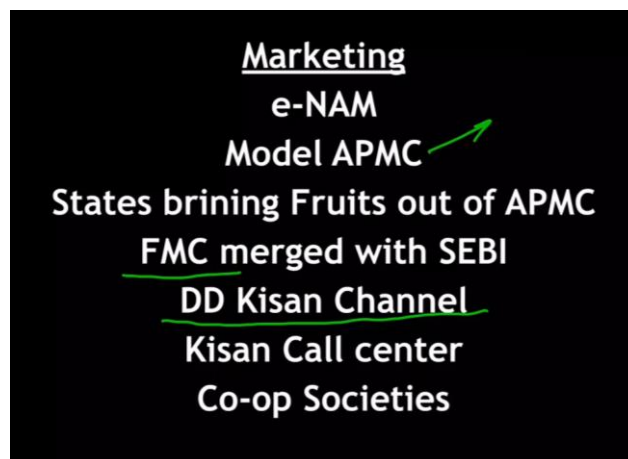 Marketing
e-NAM
Model APMC
States brining Fruits out of APMC
FMC merged with SEBI
DD Kisan Channel
Kisan Call center
Co-op Societies